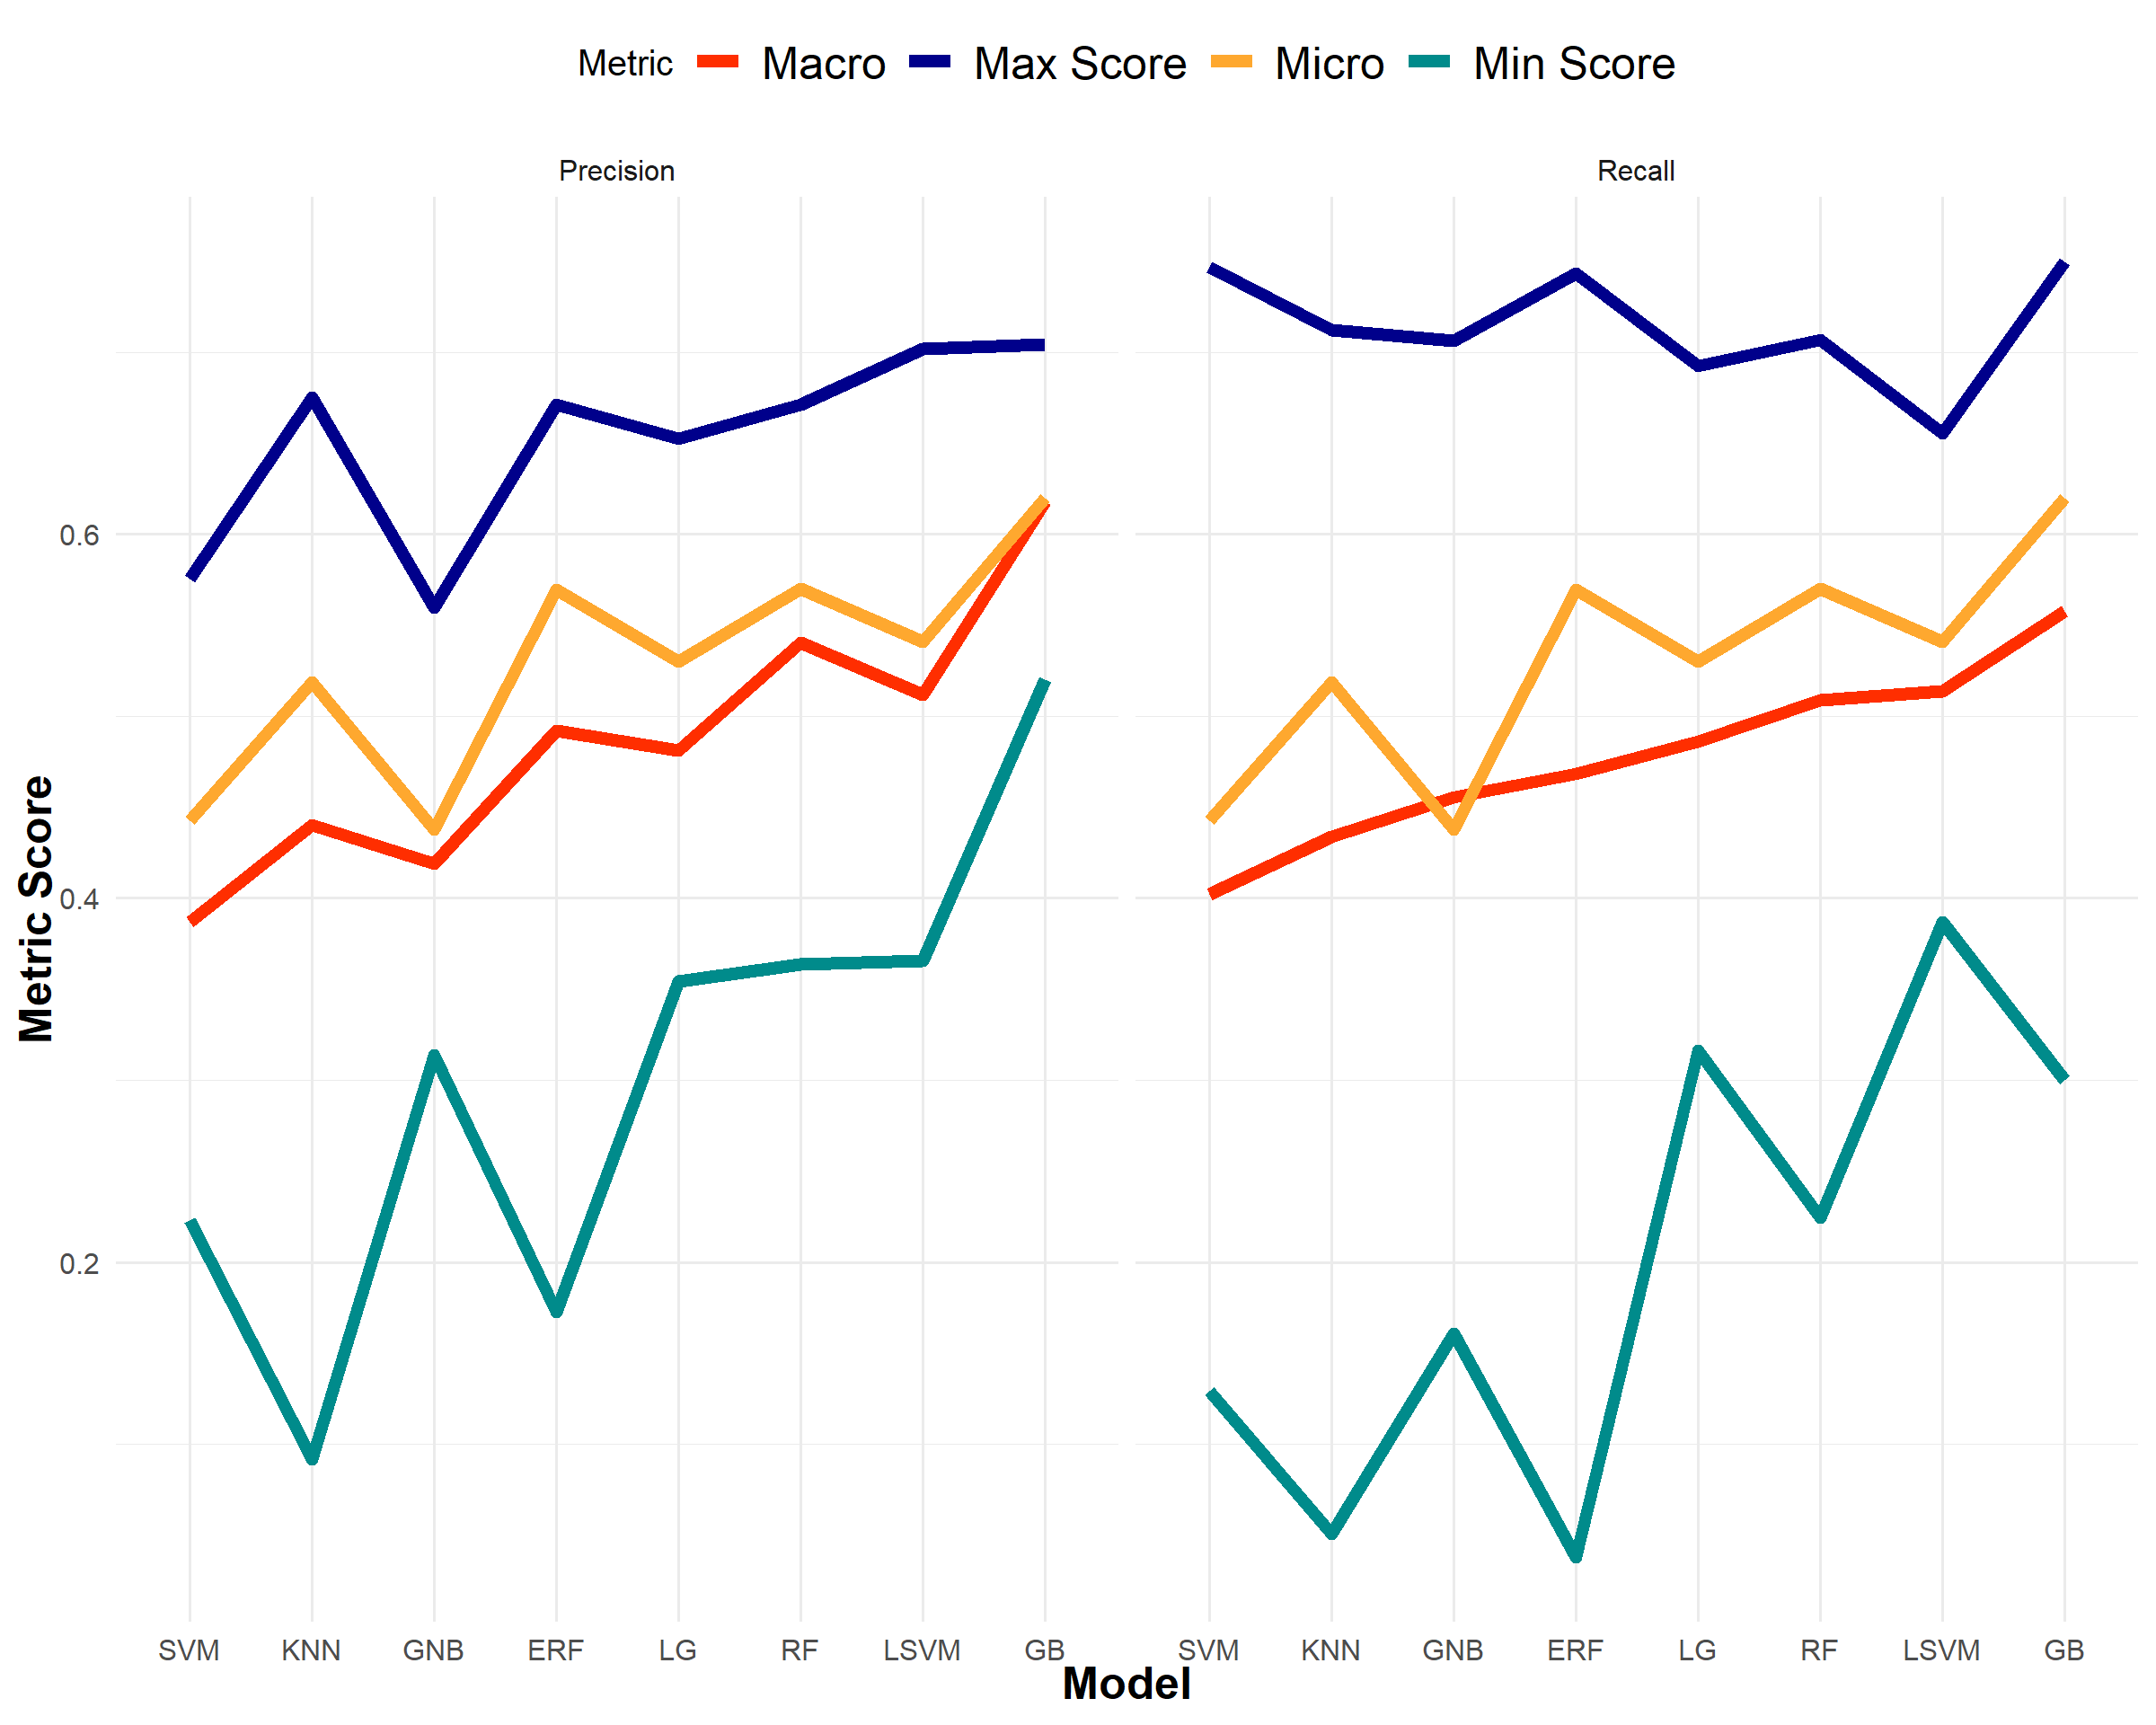 Metric Macro Max Score Micro Min Score
Precision Recall
0.6
0.4
0.2
Metric Score
SVM KNN GNB ERF LG RF LSVM GB SVM KNN GNB ERF LG RF LSVM GB
Model